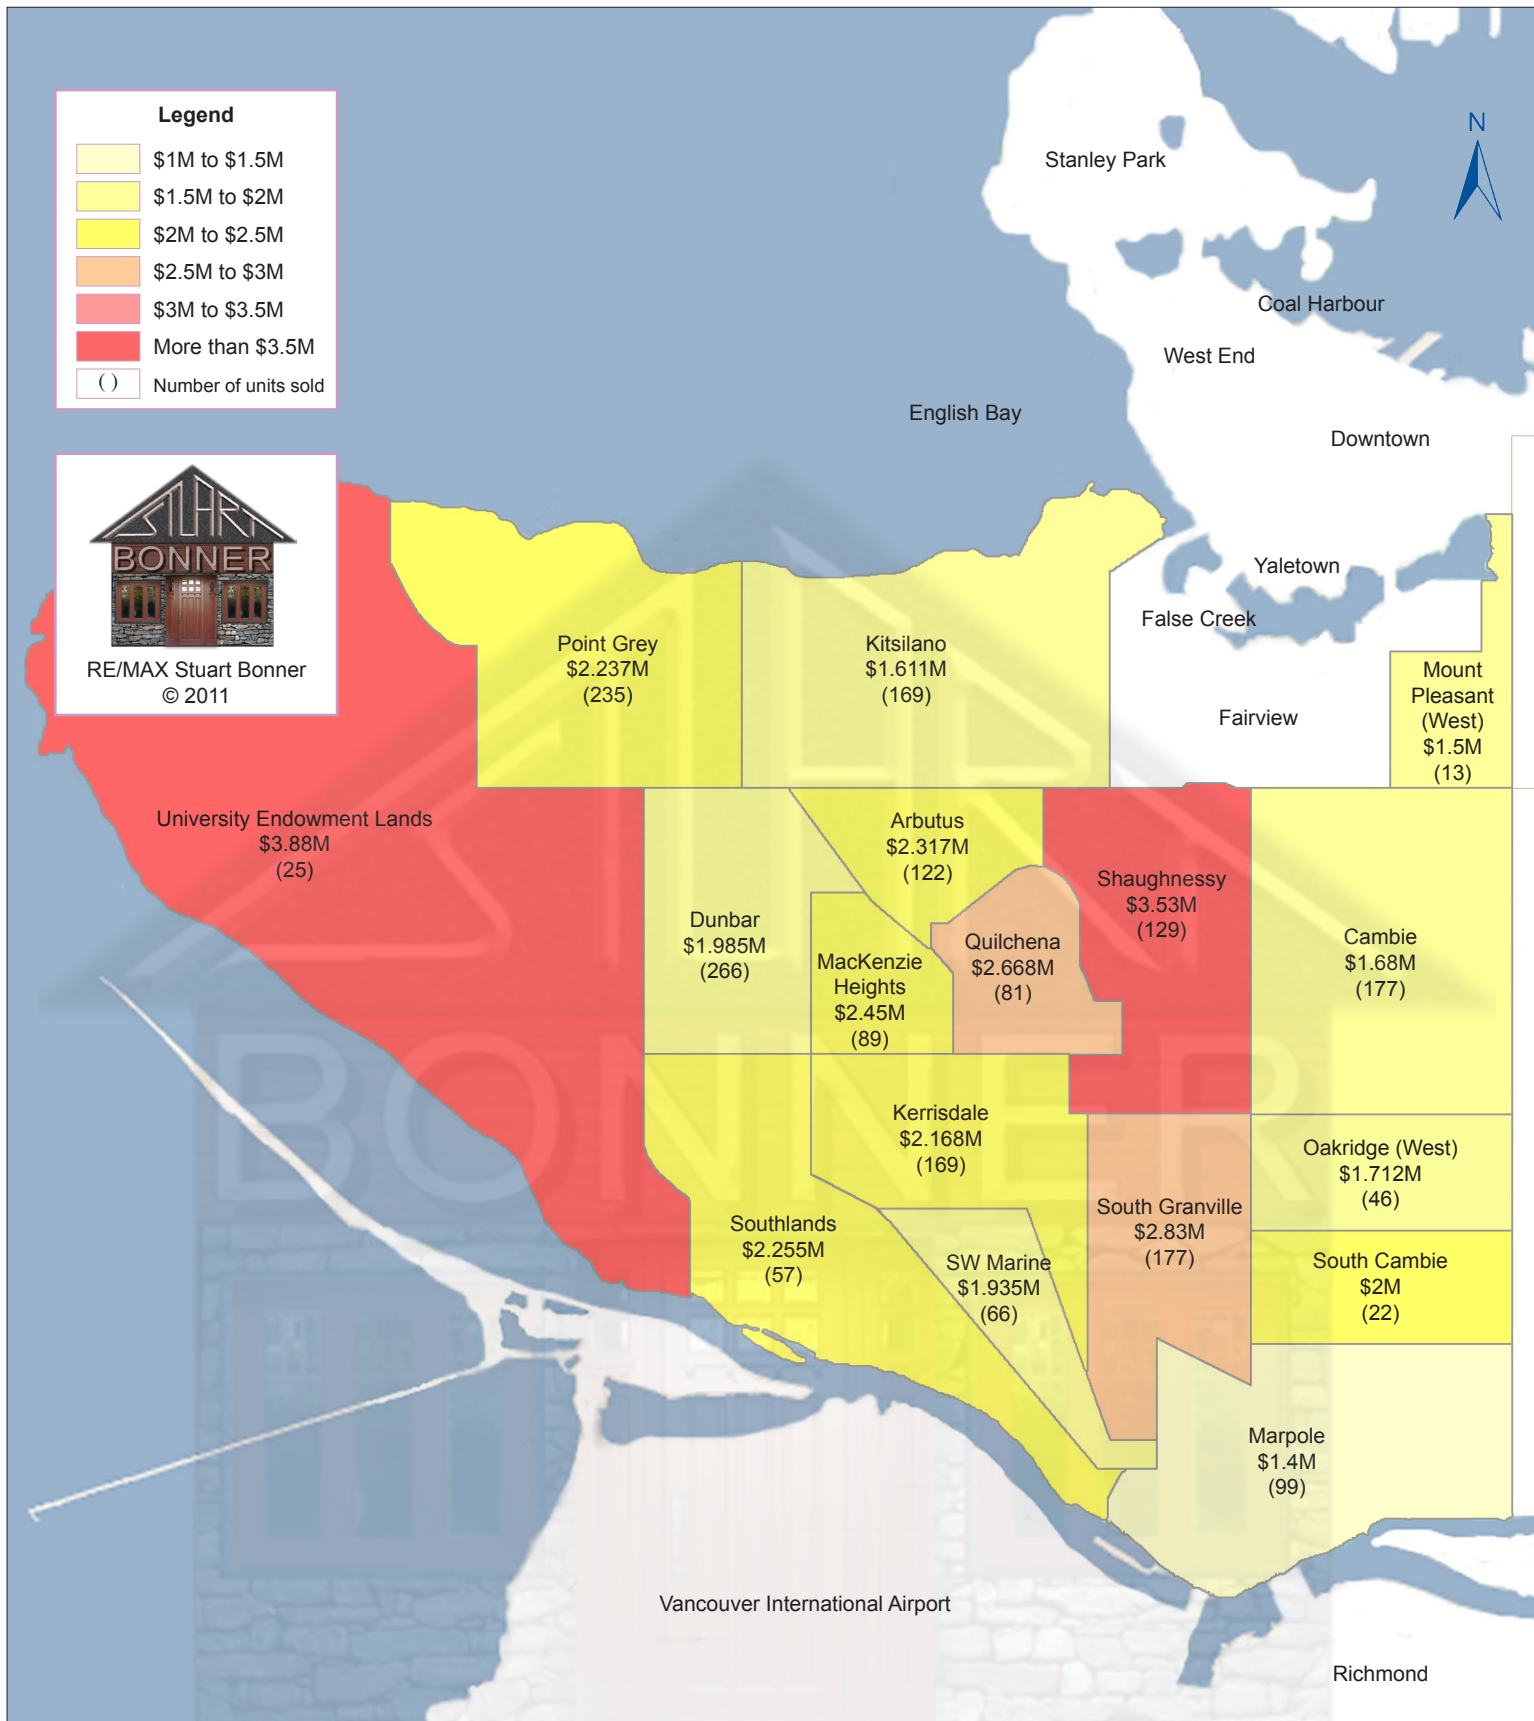 Legend
$1M to $1.5M
$1.5M to $2M
$2M to $2.5M
$2.5M to $3M
$3M to $3.5M
More than $3.5M
( ) Number of units sold
STUART
BONNER
RE/MAX Stuart Bonner
© 2011
N
Stanley Park
Coal Harbour
West End
English Bay
Downtown
Yaletown
False Creek
Fairview
Point Grey
$2.237M
(235)
Kitsilano
$1.611M
(169)
Mount
Pleasant
(West)
$1.5M
(13)
University Endowment Lands
$3.88M
(25)
Arbutus
$2.317M
(122)
Shaughnessy
$3.53M
(129)
Dunbar
$1.985M
(266)
MacKenzie
Heights
$2.45M
(89)
Quilchena
$2.668M
(81)
Cambie
$1.68M
(177)
Kerrisdale
$2.168M
(169)
Oakridge (West)
$1.712M
(46)
Southlands
$2.255M
(57)
SW Marine
$1.935M
(66)
South Granville
$2.83M
(177)
South Cambie
$2M
(22)
Marpole
$1.4M
(99)
Vancouver International Airport
Richmond
STUART
BONNER